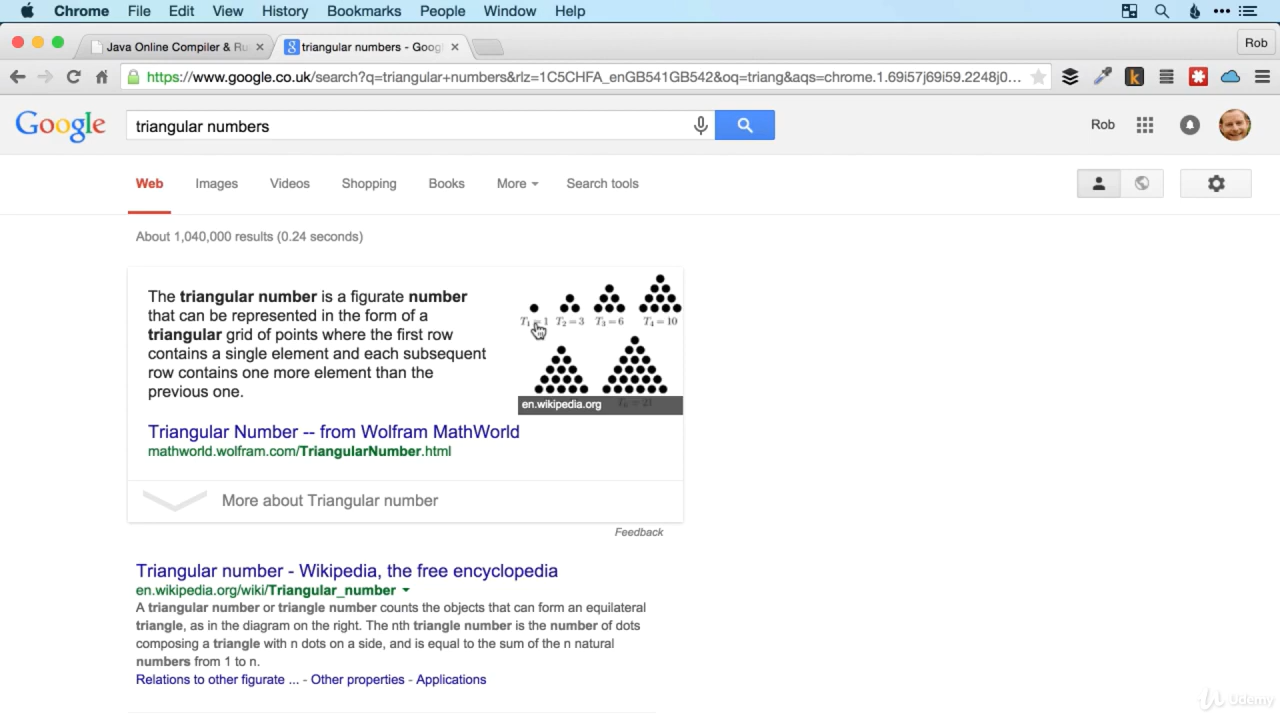 Chrome File Edit View History Bookmarks People Window Help
Java Online Compiler & Ru
triangular numbers - Goog
Rob
https://www.google.co.uk/search?q=triangular+numbers&rlz=1C5CHFA_enGB541GB542&oq=triang&aqs=chrome.1.69i57j69i59.2248j0...
Google
triangular numbers
Rob
Web Images Videos Shopping Books More Search tools
About 1,040,000 results (0.24 seconds)
The triangular number is a figurate number
that can be represented in the form of a
triangular grid of points where the first row
contains a single element and each subsequent
row contains one more element than the
previous one.
T1 = 1 T2 = 3 T3 = 6 T4 = 10
en.wikipedia.org
Triangular Number -- from Wolfram MathWorld
mathworld.wolfram.com/TriangularNumber.html
More about Triangular number
Feedback
Triangular number - Wikipedia, the free encyclopedia
en.wikipedia.org/wiki/Triangular_number
A triangular number or triangle number counts the objects that can form an equilateral
triangle, as in the diagram on the right. The nth triangle number is the number of dots
composing a triangle with n dots on a side, and is equal to the sum of the n natural
numbers from 1 to n.
Relations to other figurate ... - Other properties - Applications
Udemy